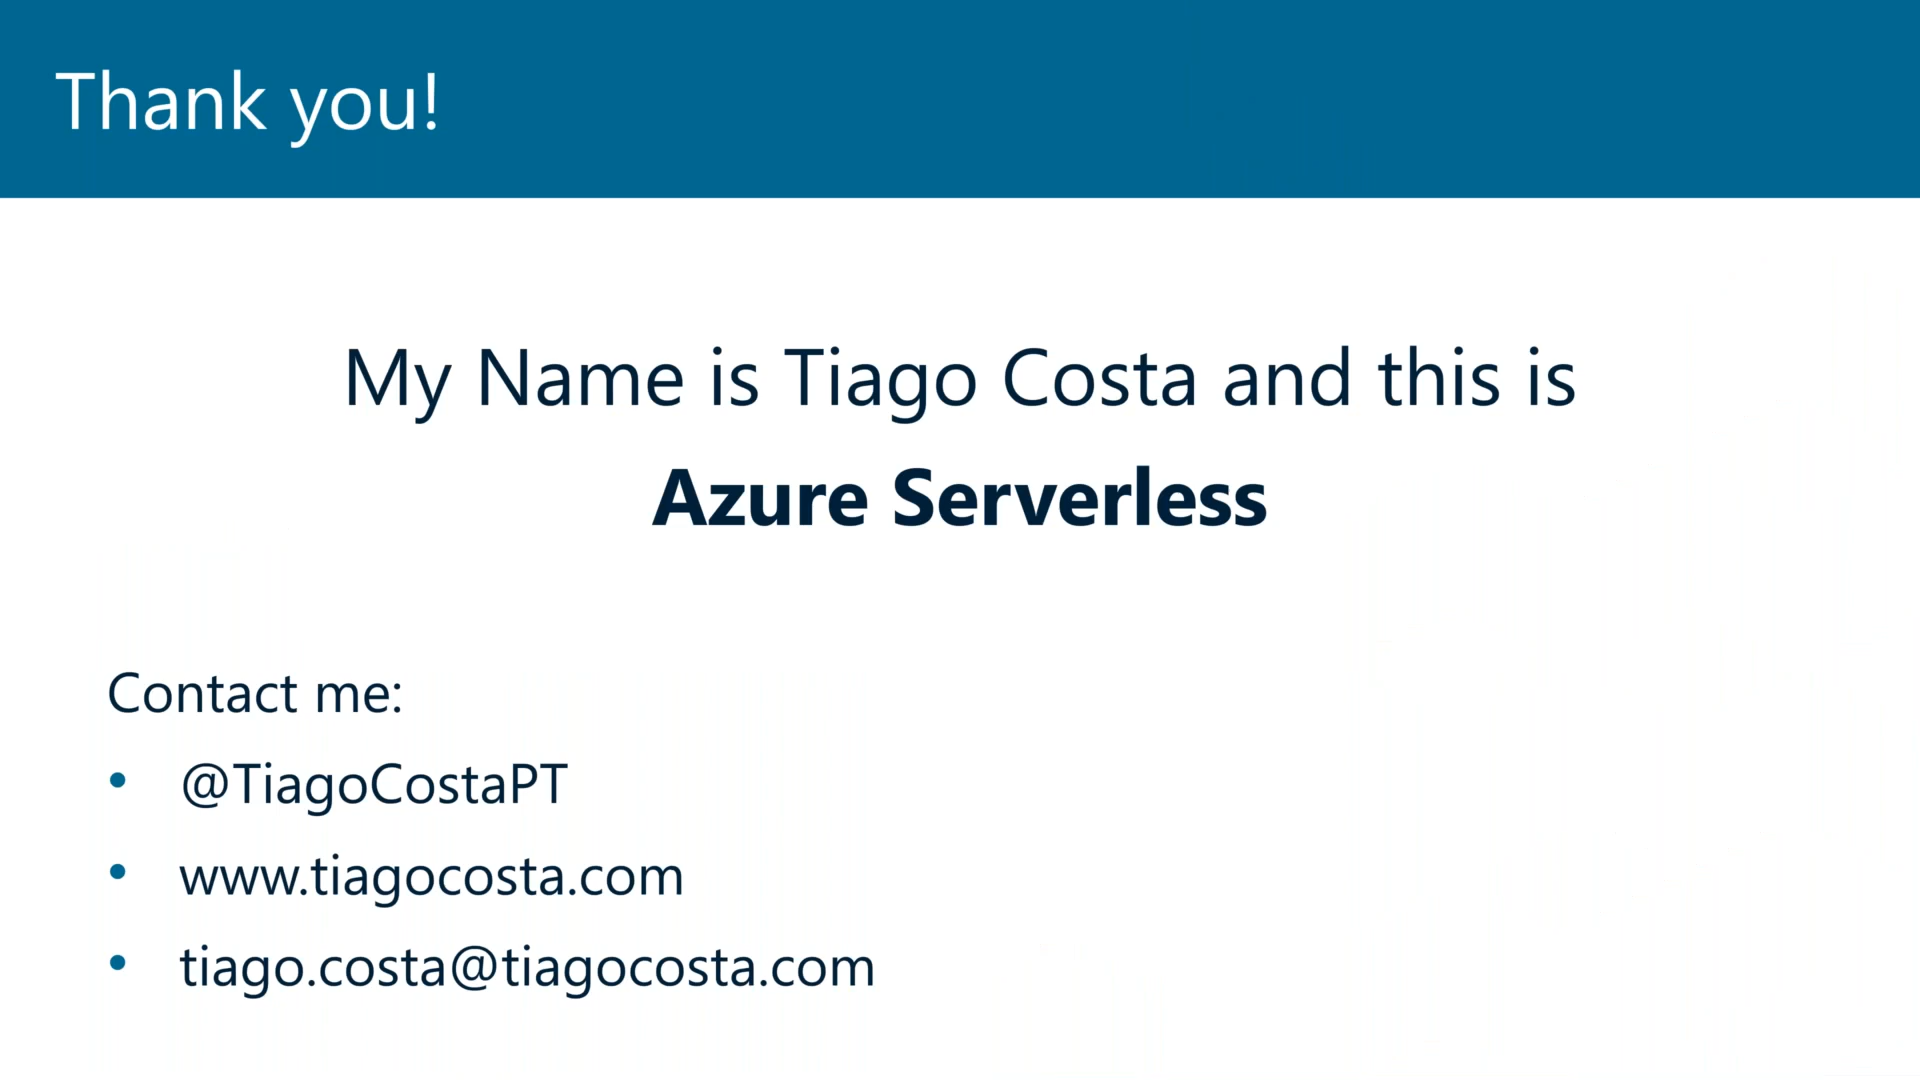 Thank you!
My Name is Tiago Costa and this is
Azure Serverless
Contact me:
• @TiagoCostaPT
• www.tiagocosta.com
• tiago.costa@tiagocosta.com